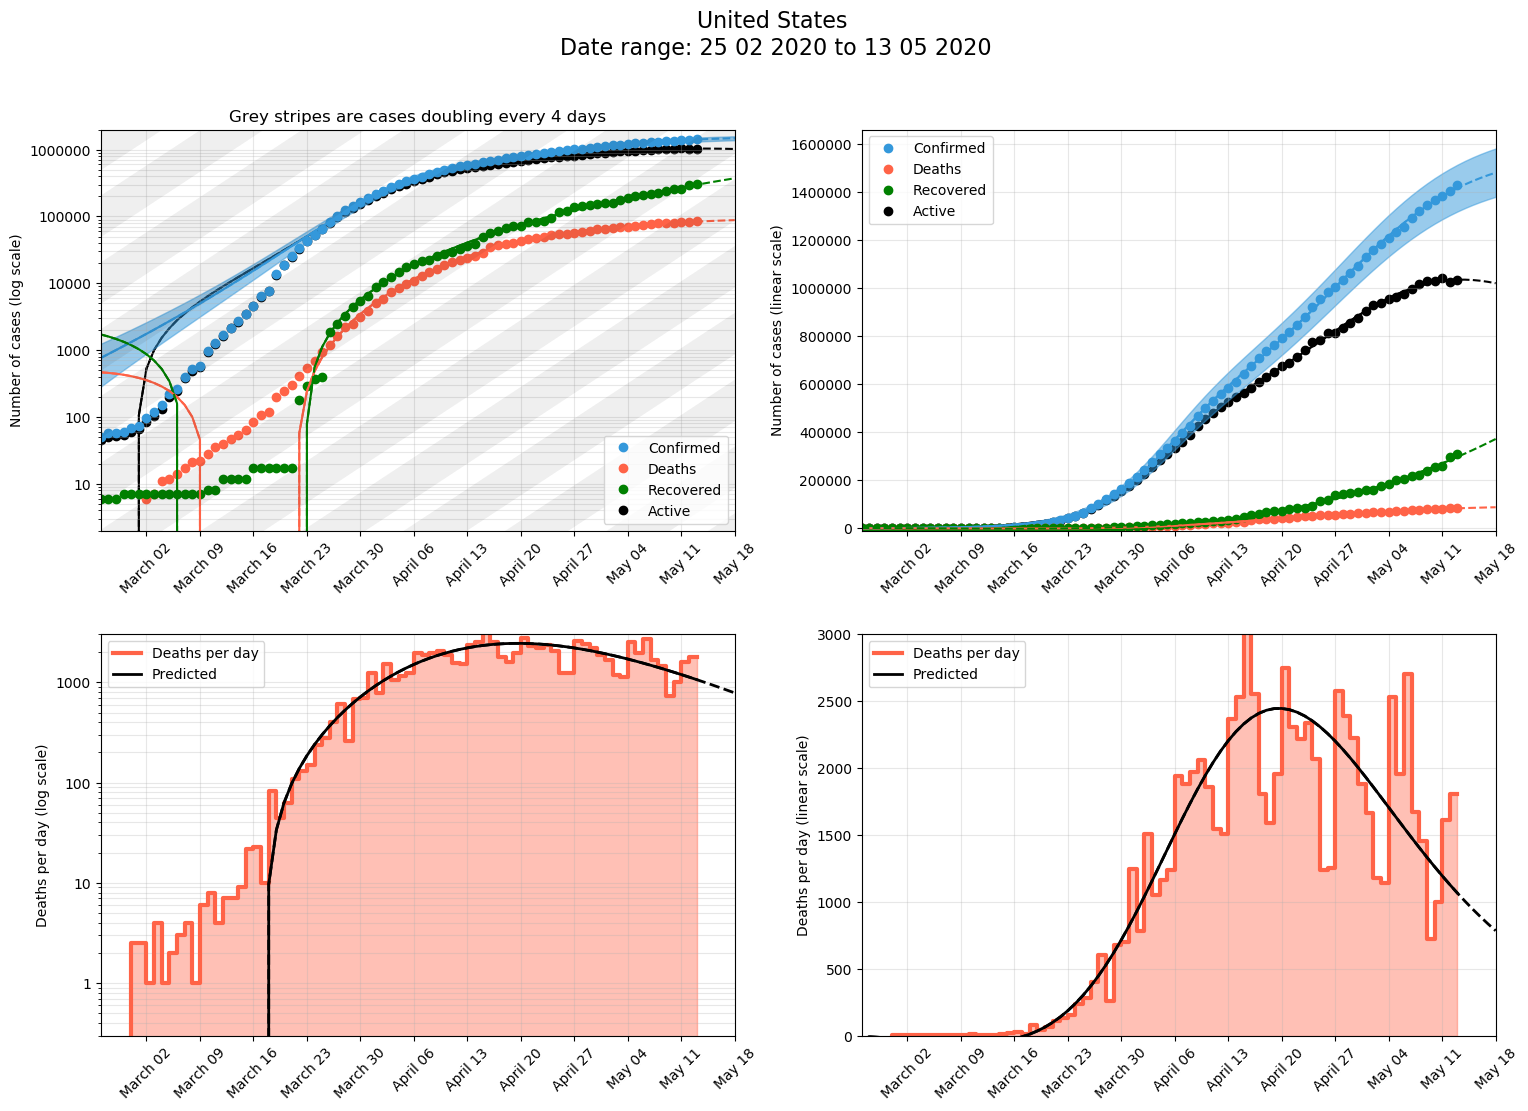 United States
Date range: 25 02 2020 to 13 05 2020
Grey stripes are cases doubling every 4 days
Number of cases (log scale)
1000000
100000
10000
1000
100
10
Confirmed
Deaths
Recovered
Active
March 02
March 09
March 16
March 23
March 30
April 06
April 13
April 20
April 27
May 04
May 11
May 18
Number of cases (linear scale)
1600000
1400000
1200000
1000000
800000
600000
400000
200000
0
Confirmed
Deaths
Recovered
Active
March 02
March 09
March 16
March 23
March 30
April 06
April 13
April 20
April 27
May 04
May 11
May 18
Deaths per day (log scale)
1000
100
10
1
Deaths per day
Predicted
March 02
March 09
March 16
March 23
March 30
April 06
April 13
April 20
April 27
May 04
May 11
May 18
Deaths per day (linear scale)
3000
2500
2000
1500
1000
500
0
Deaths per day
Predicted
March 02
March 09
March 16
March 23
March 30
April 06
April 13
April 20
April 27
May 04
May 11
May 18